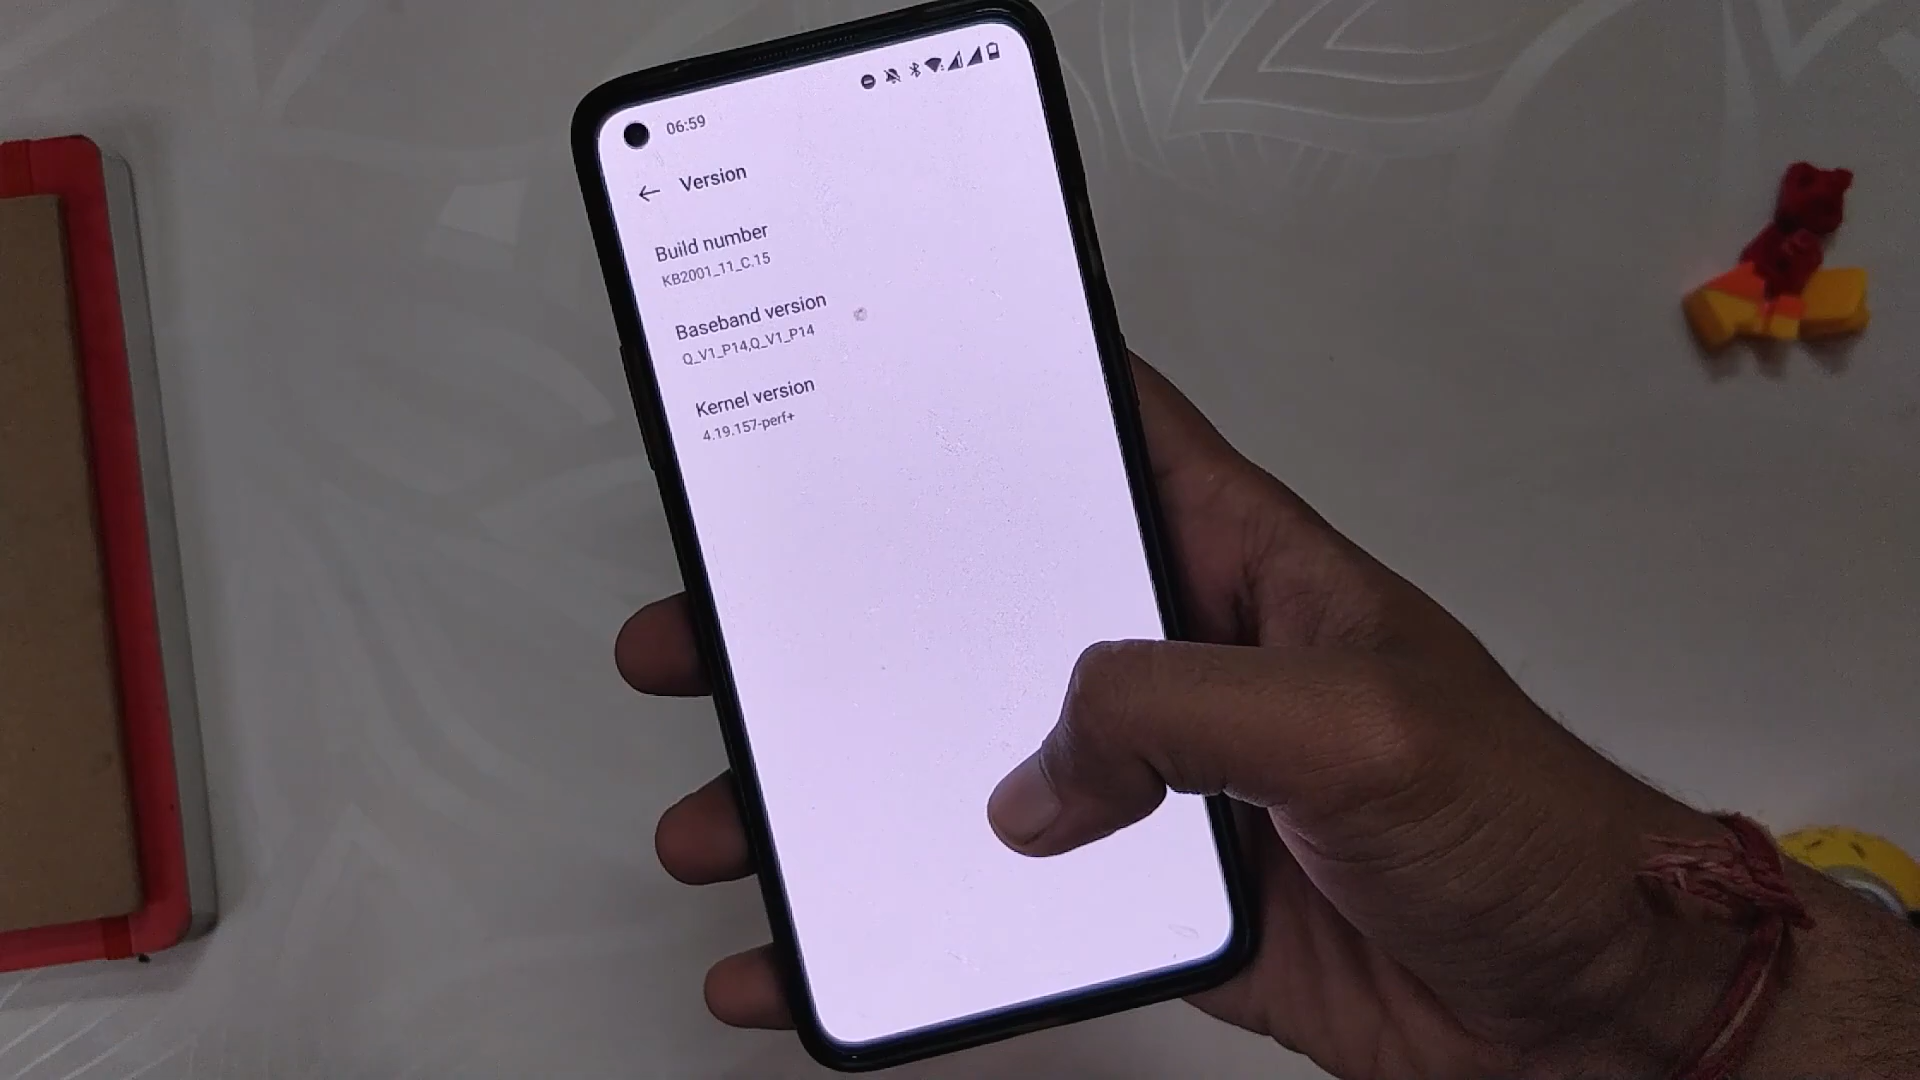 06:59
Version
Build number
KB2001_11_C.15
Baseband version
Q_V1_P14,Q_V1_P14
Kernel version
4.19.157-perf+